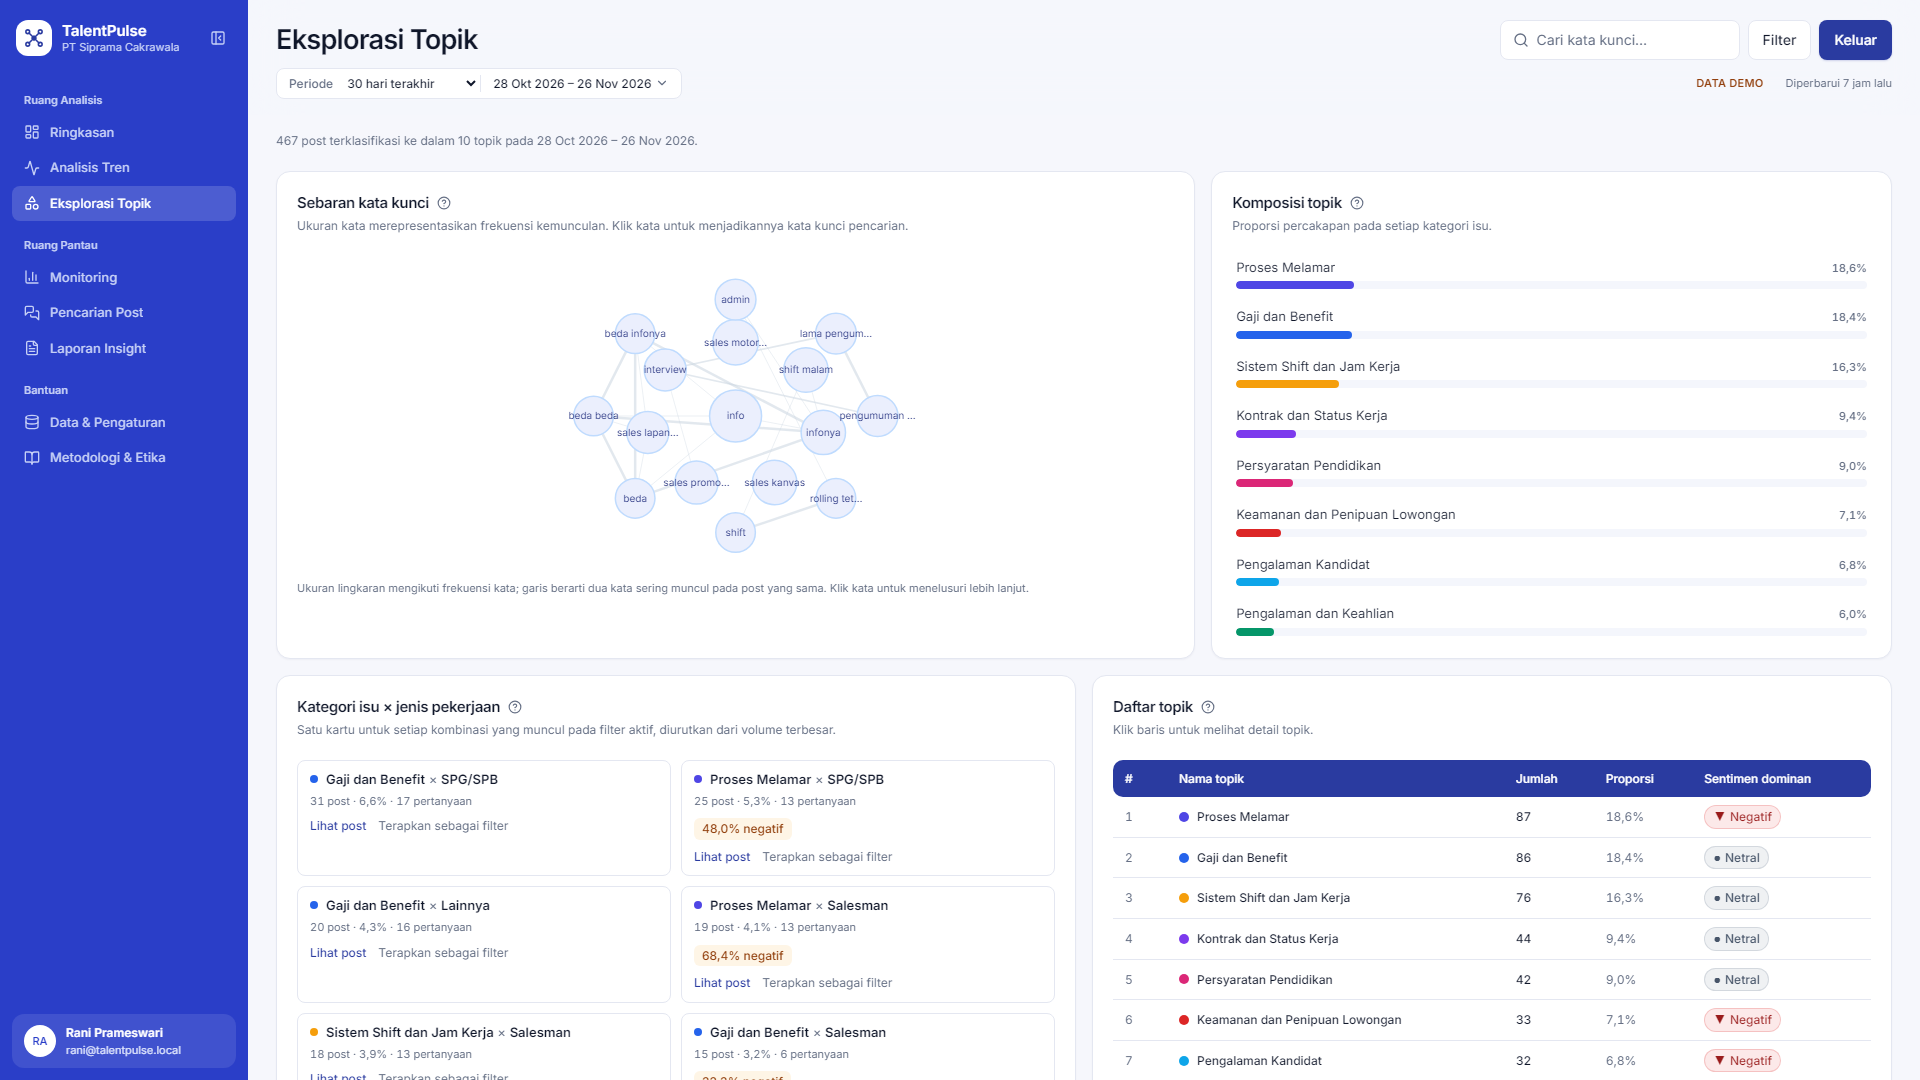 TalentPulse
PT Siprama Cakrawala
Ruang Analisis
Ringkasan
Analisis Tren
Eksplorasi Topik
Ruang Pantau
Monitoring
Pencarian Post
Laporan Insight
Bantuan
Data & Pengaturan
Metodologi & Etika
RA
Rani Prameswari
rani@talentpulse.local
Eksplorasi Topik
Cari kata kunci...
Filter
Keluar
Periode 30 hari terakhir 28 Okt 2026 – 26 Nov 2026
DATA DEMO Diperbarui 7 jam lalu
467 post terklasifikasi ke dalam 10 topik pada 28 Oct 2026 – 26 Nov 2026.
Sebaran kata kunci
Ukuran kata merepresentasikan frekuensi kemunculan. Klik kata untuk menjadikannya kata kunci pencarian.
admin
beda infonya
sales motor...
lama pengum...
interview
shift malam
beda beda
info
pengumuman ...
sales lapan...
infonya
sales promo...
sales kanvas
beda
rolling tet...
shift
Ukuran lingkaran mengikuti frekuensi kata; garis berarti dua kata sering muncul pada post yang sama. Klik kata untuk menelusuri lebih lanjut.
Komposisi topik
Proporsi percakapan pada setiap kategori isu.
Proses Melamar 18,6%
Gaji dan Benefit 18,4%
Sistem Shift dan Jam Kerja 16,3%
Kontrak dan Status Kerja 9,4%
Persyaratan Pendidikan 9,0%
Keamanan dan Penipuan Lowongan 7,1%
Pengalaman Kandidat 6,8%
Pengalaman dan Keahlian 6,0%
Kategori isu × jenis pekerjaan
Satu kartu untuk setiap kombinasi yang muncul pada filter aktif, diurutkan dari volume terbesar.
Gaji dan Benefit × SPG/SPB
31 post · 6,6% · 17 pertanyaan
Lihat post Terapkan sebagai filter
Proses Melamar × SPG/SPB
25 post · 5,3% · 13 pertanyaan
48,0% negatif
Lihat post Terapkan sebagai filter
Gaji dan Benefit × Lainnya
20 post · 4,3% · 16 pertanyaan
Lihat post Terapkan sebagai filter
Proses Melamar × Salesman
19 post · 4,1% · 13 pertanyaan
68,4% negatif
Lihat post Terapkan sebagai filter
Sistem Shift dan Jam Kerja × Salesman
18 post · 3,9% · 13 pertanyaan
Lihat post Terapkan sebagai filter
Gaji dan Benefit × Salesman
15 post · 3,2% · 6 pertanyaan
Daftar topik
Klik baris untuk melihat detail topik.
# Nama topik Jumlah Proporsi Sentimen dominan
1 Proses Melamar 87 18,6% ▼ Negatif
2 Gaji dan Benefit 86 18,4% ● Netral
3 Sistem Shift dan Jam Kerja 76 16,3% ● Netral
4 Kontrak dan Status Kerja 44 9,4% ● Netral
5 Persyaratan Pendidikan 42 9,0% ● Netral
6 Keamanan dan Penipuan Lowongan 33 7,1% ▼ Negatif
7 Pengalaman Kandidat 32 6,8% ▼ Negatif